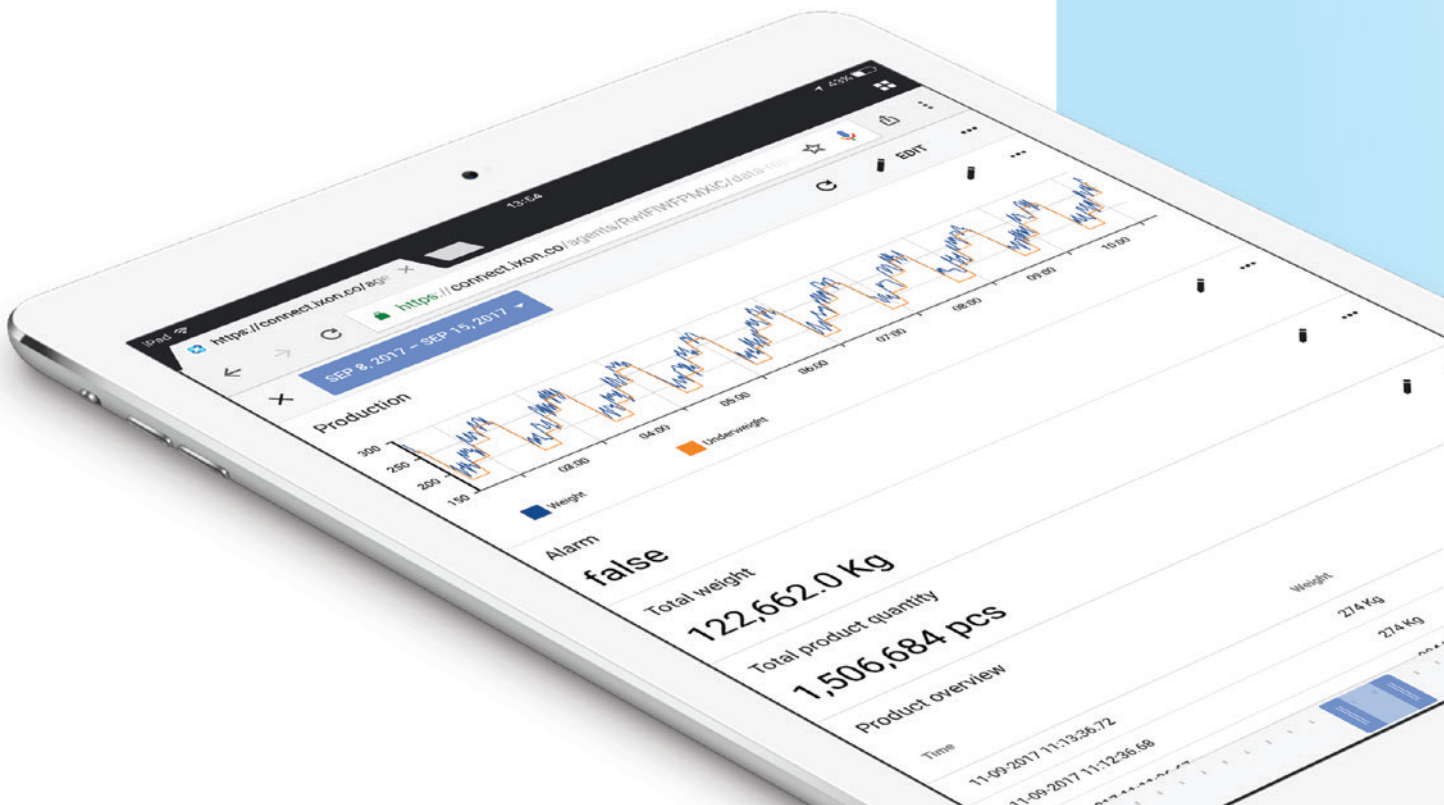 iPad
13:54
43%
https://connect.ixon.co/age
https://connect.ixon.co/agents/
SEP 8, 2017 – SEP 15, 2017
EDIT
Production
300
250
200
150
03:00
04:00
05:00
06:00
07:00
08:00
09:00
10:00
Weight
Underweight
Alarm
false
Total weight
122,662.0 Kg
Total product quantity
1,506,684 pcs
Product overview
Time Weight
11-09-2017 11:13:36.72 274 Kg
11-09-2017 11:12:36.68 274 Kg